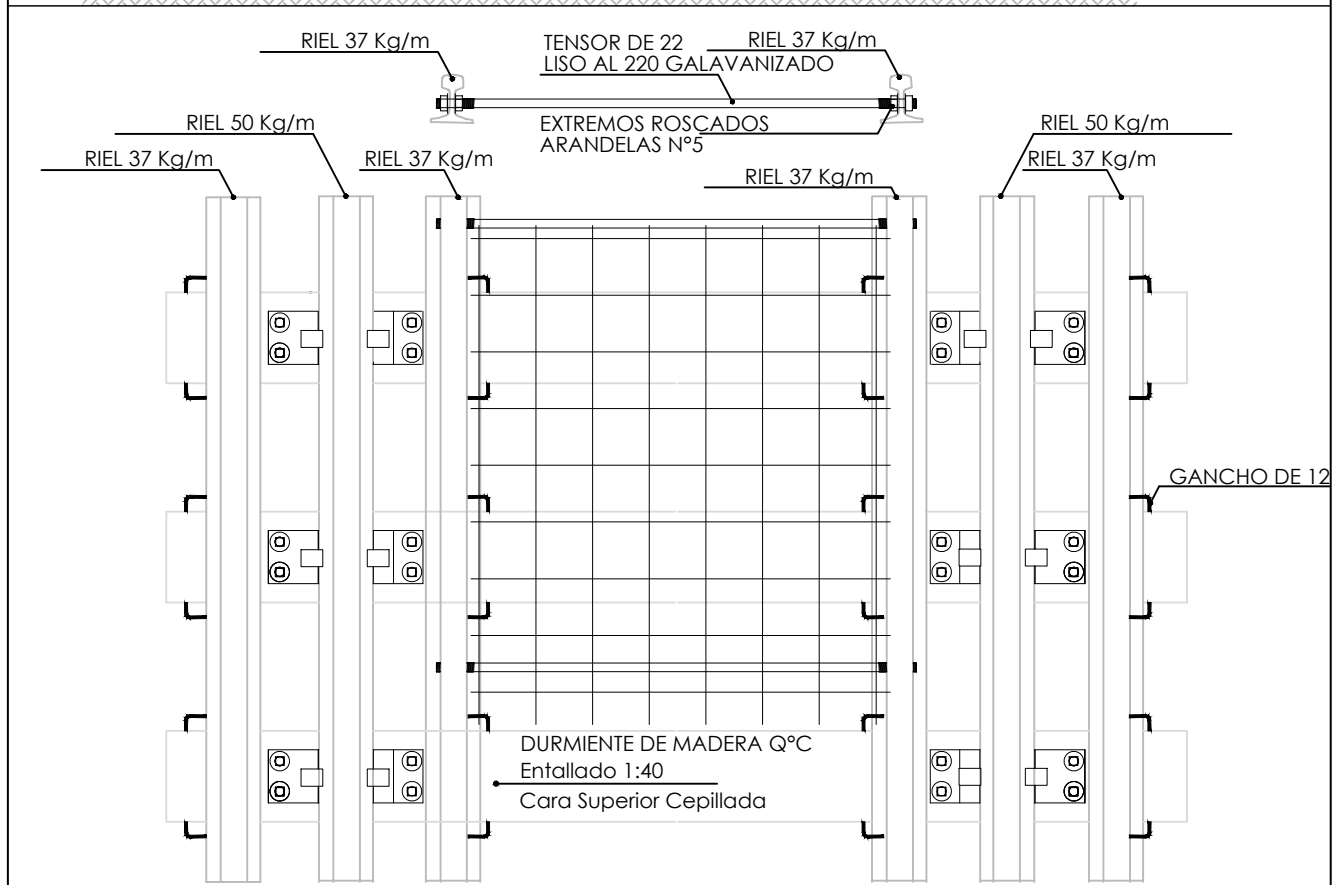 RIEL 37 Kg/m
TENSOR DE 22
LISO AL 220 GALAVANIZADO
RIEL 37 Kg/m
EXTREMOS ROSCADOS
ARANDELAS N°5
RIEL 50 Kg/m
RIEL 37 Kg/m
RIEL 37 Kg/m
RIEL 37 Kg/m
RIEL 50 Kg/m
RIEL 37 Kg/m
GANCHO DE 12
DURMIENTE DE MADERA Q°C
Entallado 1:40
Cara Superior Cepillada